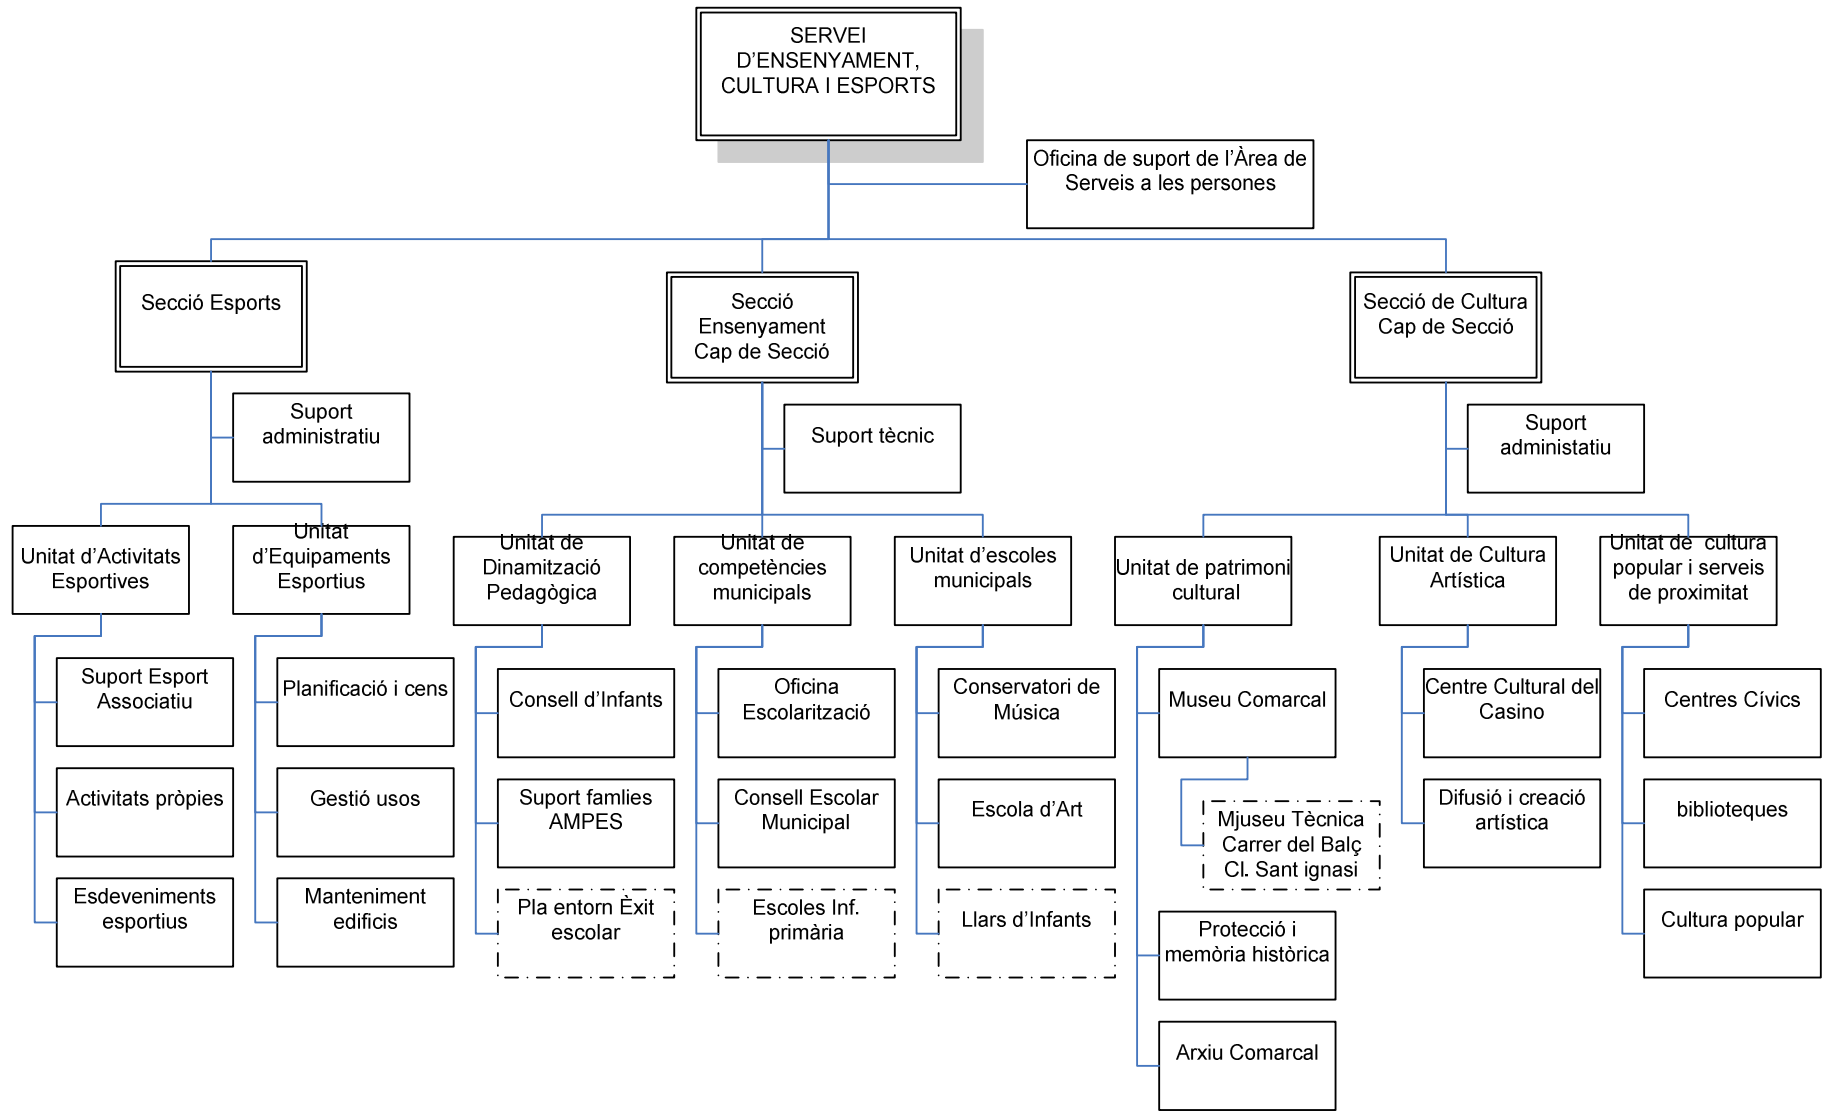 SERVEI
D’ENSENYAMENT,
CULTURA I ESPORTS
Oficina de suport de l’Àrea de
Serveis a les persones
Secció Esports
Secció
Ensenyament
Cap de Secció
Secció de Cultura
Cap de Secció
Suport
administratiu
Suport tècnic
Suport
administatiu
Unitat d’Activitats
Esportives
Unitat
d’Equipaments
Esportius
Unitat de
Dinamització
Pedagògica
Unitat de
competències
municipals
Unitat d’escoles
municipals
Unitat de patrimoni
cultural
Unitat de Cultura
Artística
Unitat de cultura
popular i serveis
de proximitat
Suport Esport
Associatiu
Activitats pròpies
Esdeveniments
esportius
Planificació i cens
Gestió usos
Manteniment
edificis
Consell d’Infants
Suport famlies
AMPES
Pla entorn Èxit
escolar
Oficina
Escolarització
Consell Escolar
Municipal
Escoles Inf.
primària
Conservatori de
Música
Escola d’Art
Llars d’Infants
Museu Comarcal
Mjuseu Tècnica
Carrer del Balç
Cl. Sant ignasi
Protecció i
memòria històrica
Arxiu Comarcal
Centre Cultural del
Casino
Difusió i creació
artística
Centres Cívics
biblioteques
Cultura popular